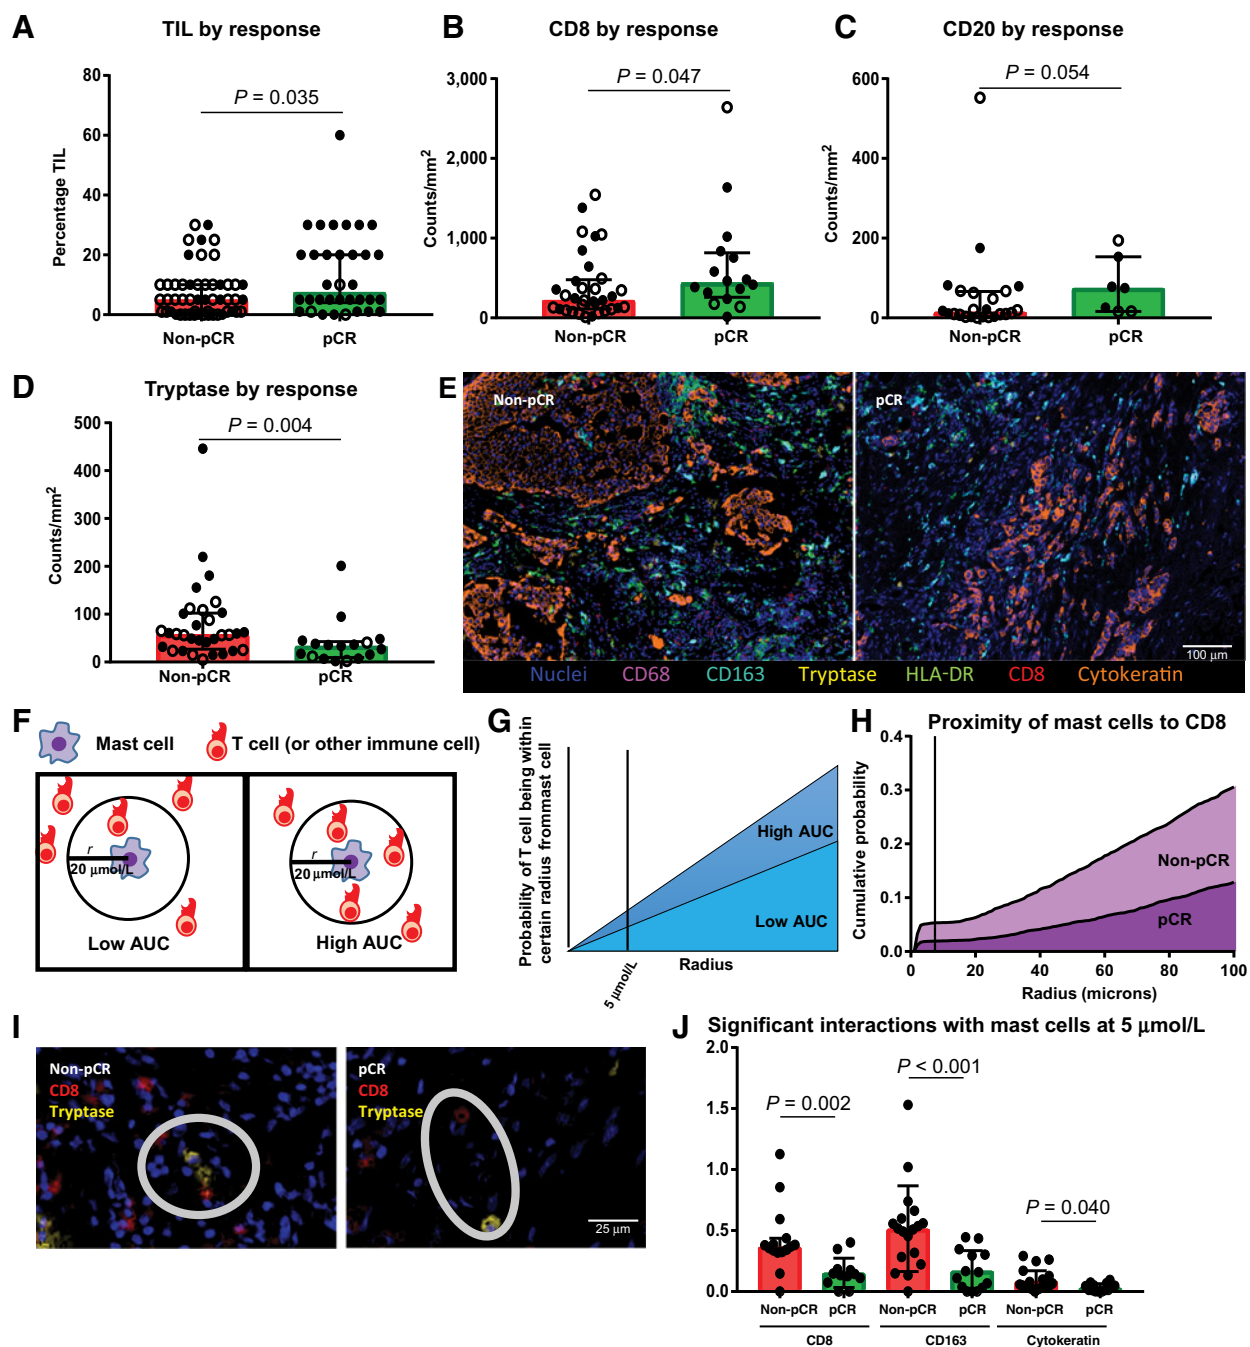 A
TIL by response
Percentage TIL
80
60
40
20
0
P = 0.035
Non-pCR
pCR
B
CD8 by response
Counts/mm2
3,000
2,000
1,000
0
P = 0.047
Non-pCR
pCR
C
CD20 by response
Counts/mm2
600
400
200
0
P = 0.054
Non-pCR
pCR
D
Tryptase by response
Counts/mm2
500
400
300
200
100
0
P = 0.004
Non-pCR
pCR
E
Non-pCR
pCR
100 μm
Nuclei CD68 CD163 Tryptase HLA-DR CD8 Cytokeratin
F
Mast cell
T cell (or other immune cell)
r
20 μmol/L
Low AUC
r
20 μmol/L
High AUC
G
Probability of T cell being within
certain radius frommast cell
High AUC
Low AUC
5 μmol/L
Radius
H
Proximity of mast cells to CD8
Cumulative probability
0.4
0.3
0.2
0.1
0.0
Non-pCR
pCR
0 20 40 60 80 100
Radius (microns)
I
Non-pCR
CD8
Tryptase
pCR
CD8
Tryptase
25 μm
J
Significant interactions with mast cells at 5 μmol/L
2.0
1.5
1.0
0.5
0.0
P = 0.002
P < 0.001
P = 0.040
Non-pCR pCR Non-pCR pCR Non-pCR pCR
CD8 CD163 Cytokeratin